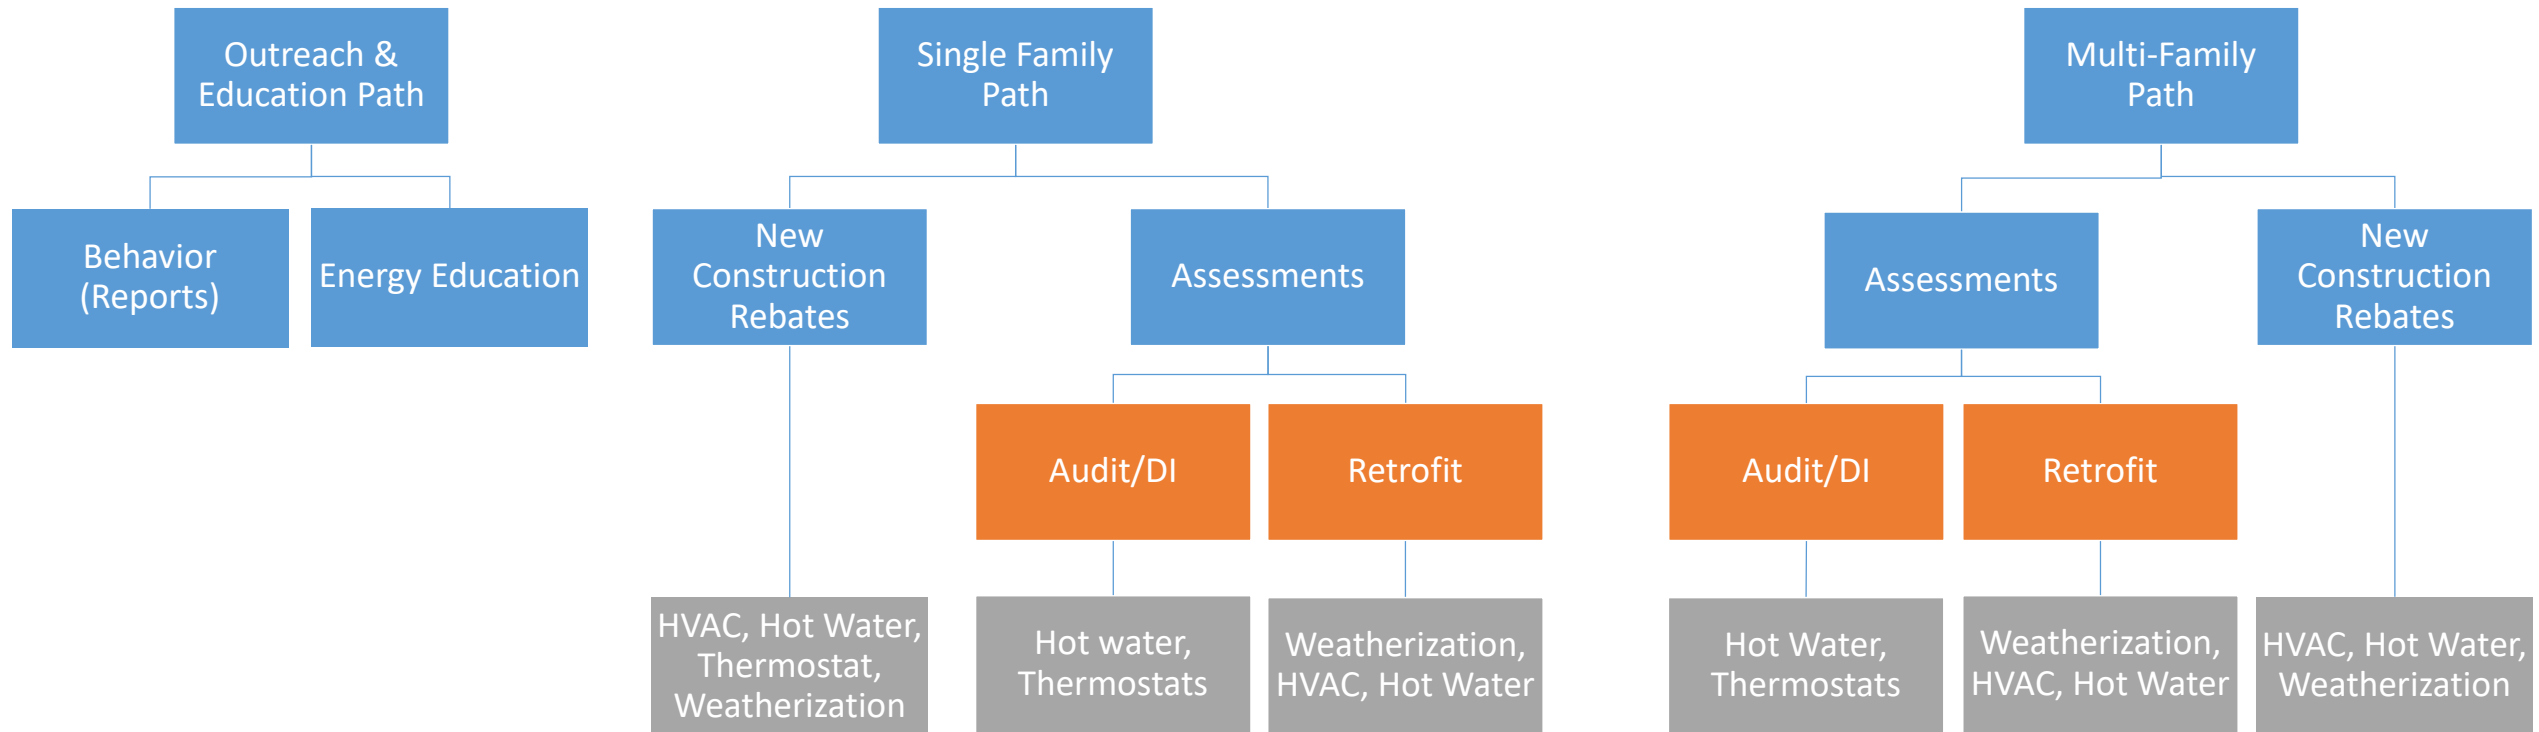 Outreach &
Education Path
Single Family
Path
Multi-Family
Path
Behavior
(Reports)
Energy Education
New
Construction
Rebates
Assessments
Assessments
New
Construction
Rebates
Audit/DI
Retrofit
Audit/DI
Retrofit
HVAC, Hot Water,
Thermostat,
Weatherization
Hot water,
Thermostats
Weatherization,
HVAC, Hot Water
Hot Water,
Thermostats
Weatherization,
HVAC, Hot Water
HVAC, Hot Water,
Weatherization